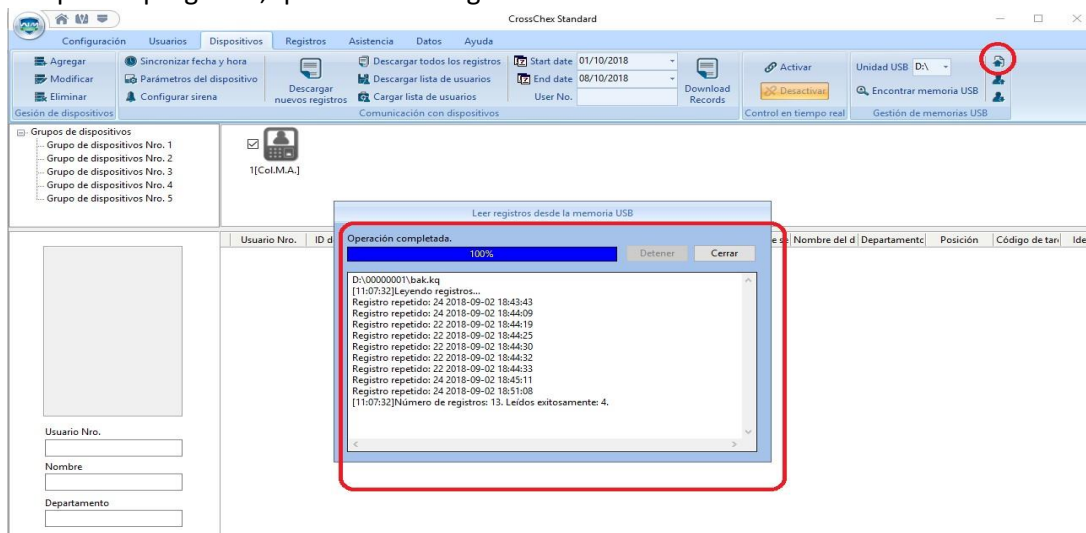 CrossChex Standard
Configuración Usuarios Dispositivos Registros Asistencia Datos Ayuda
Agregar Sincronizar fecha y hora Descargar todos los registros Start date 01/10/2018 Activar Unidad USB D:\
Modificar Parámetros del dispositivo Descargar lista de usuarios End date 08/10/2018 Desactivar Encontrar memoria USB
Eliminar Configurar sirena Descargar nuevos registros Cargar lista de usuarios User No. Download Records
Gesión de dispositivos Comunicación con dispositivos Control en tiempo real Gestión de memorias USB
Grupos de dispositivos
Grupo de dispositivos Nro. 1
Grupo de dispositivos Nro. 2
Grupo de dispositivos Nro. 3
Grupo de dispositivos Nro. 4
Grupo de dispositivos Nro. 5
1[Col.M.A.]
Leer registros desde la memoria USB
Usuario Nro. ID d Nombre del d Departamentc Posición Código de tar Ide
Operación completada.
100% Detener Cerrar
D:\00000001\bak.kq
[11:07:32]Leyendo registros...
Registro repetido: 24 2018-09-02 18:43:43
Registro repetido: 24 2018-09-02 18:44:09
Registro repetido: 22 2018-09-02 18:44:19
Registro repetido: 22 2018-09-02 18:44:25
Registro repetido: 22 2018-09-02 18:44:30
Registro repetido: 22 2018-09-02 18:44:32
Registro repetido: 22 2018-09-02 18:44:33
Registro repetido: 24 2018-09-02 18:45:11
Registro repetido: 24 2018-09-02 18:51:08
[11:07:32]Número de registros: 13. Leídos exitosamente: 4.
Usuario Nro.
Nombre
Departamento